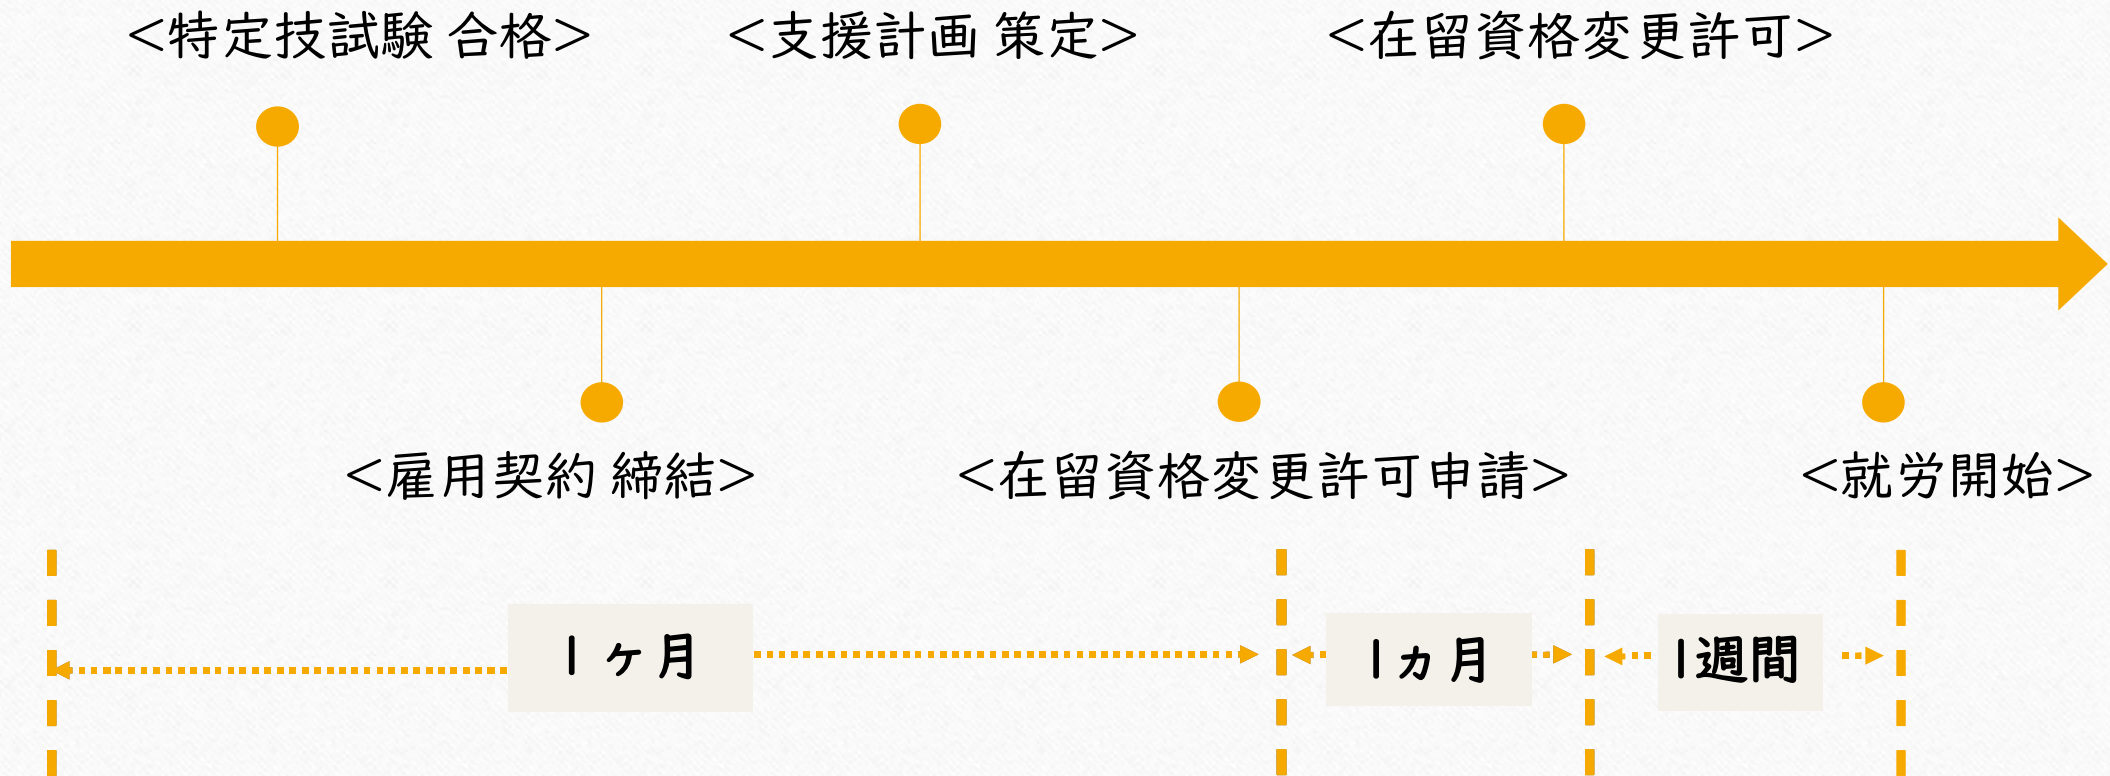 <特定技試験 合格>
<支援計画 策定>
<在留資格変更許可>
<雇用契約 締結>
<在留資格変更許可申請>
<就労開始>
1ヶ月
1ヵ月
1週間